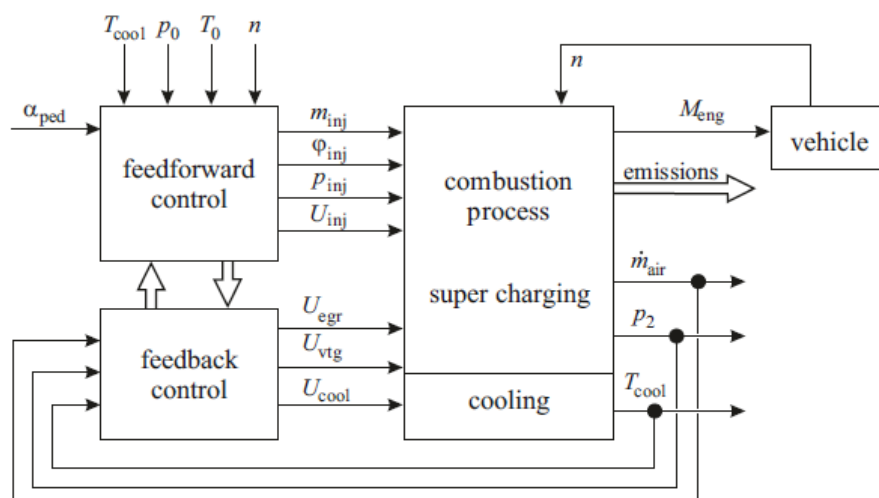 T_cool p_0 T_0 n
n
α_ped
m_inj
M_eng
vehicle
feedforward
control
φ_inj
emissions
combustion
process
p_inj
U_inj
ṁ_air
super charging
U_egr
p_2
feedback
control
U_vtg
U_cool
cooling
T_cool